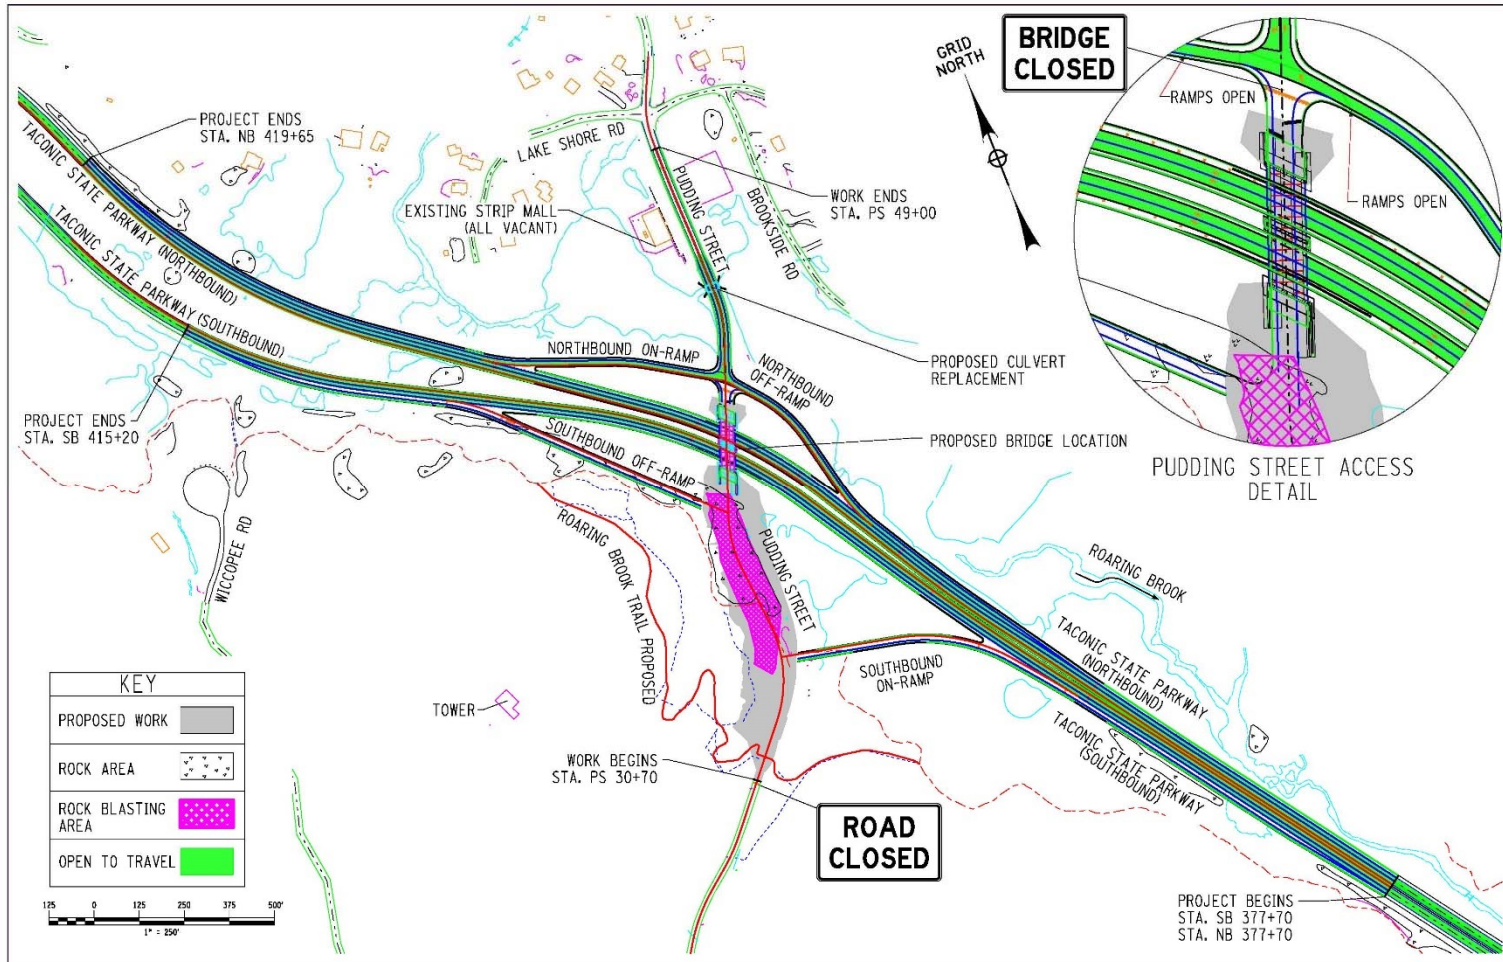 BRIDGE
CLOSED
GRID
NORTH
RAMPS OPEN
RAMPS OPEN
PUDDING STREET ACCESS
DETAIL
PROJECT ENDS
STA. NB 419+65
TACONIC STATE PARKWAY (NORTHBOUND)
TACONIC STATE PARKWAY (SOUTHBOUND)
LAKE SHORE RD
PUDDING STREET
BROOKSIDE RD
WORK ENDS
STA. PS 49+00
EXISTING STRIP MALL
(ALL VACANT)
NORTHBOUND ON-RAMP
NORTHBOUND
OFF-RAMP
PROPOSED CULVERT
REPLACEMENT
PROJECT ENDS
STA. SB 415+20
SOUTHBOUND OFF-RAMP
PROPOSED BRIDGE LOCATION
WICCOPEE RD
ROARING BROOK TRAIL PROPOSED
PUDDING STREET
ROARING BROOK
SOUTHBOUND
ON-RAMP
TACONIC STATE PARKWAY
(NORTHBOUND)
TACONIC STATE PARKWAY
(SOUTHBOUND)
TOWER
WORK BEGINS
STA. PS 30+70
ROAD
CLOSED
PROJECT BEGINS
STA. SB 377+70
STA. NB 377+70
KEY
PROPOSED WORK
ROCK AREA
ROCK BLASTING
AREA
OPEN TO TRAVEL
125 0 125 250 375 500'
1" = 250'